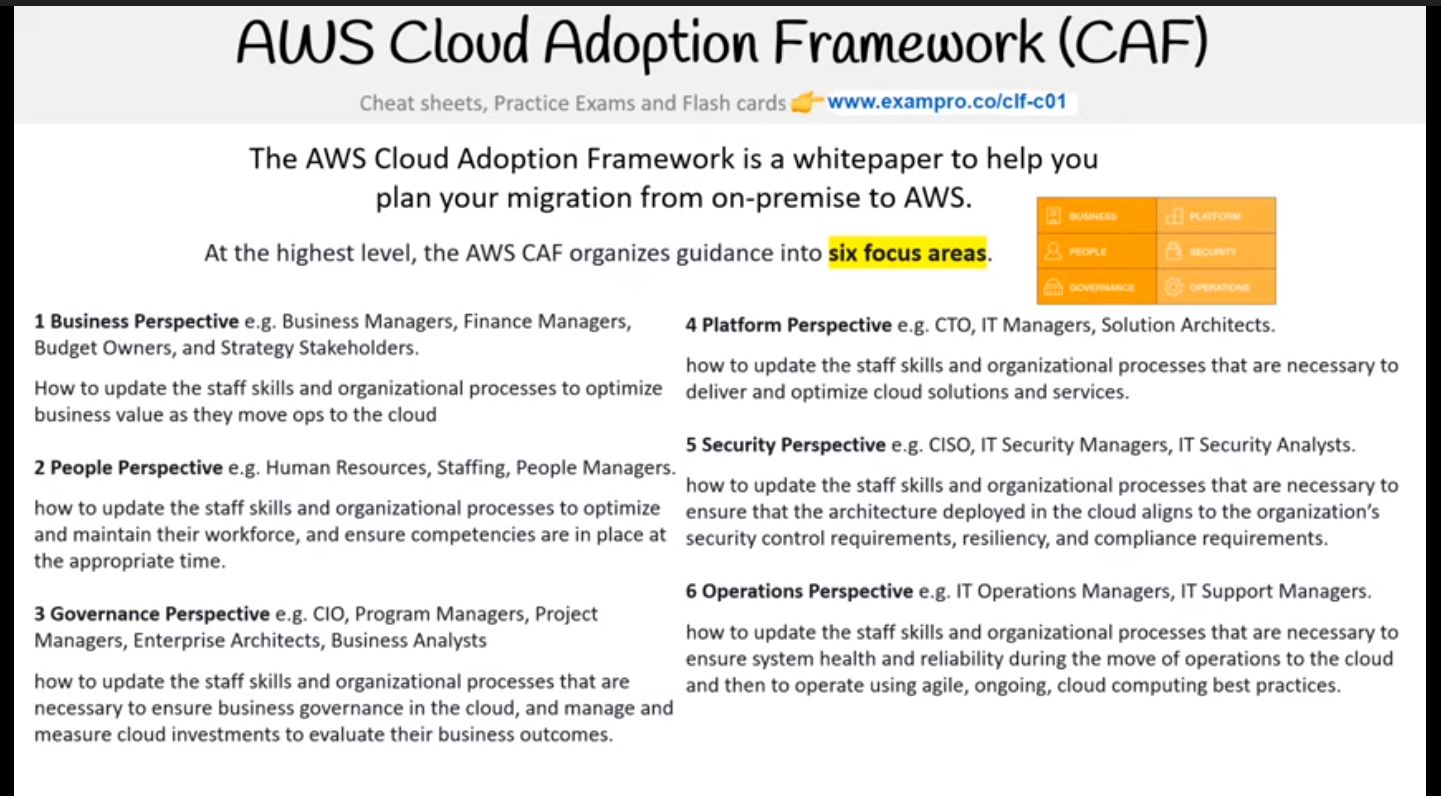 AWS Cloud Adoption Framework (CAF)
Cheat sheets, Practice Exams and Flash cards 👉 www.exampro.co/clf-c01
The AWS Cloud Adoption Framework is a whitepaper to help you
plan your migration from on-premise to AWS.
At the highest level, the AWS CAF organizes guidance into six focus areas.
BUSINESS
PLATFORM
PEOPLE
SECURITY
GOVERNANCE
OPERATIONS
1 Business Perspective e.g. Business Managers, Finance Managers,
Budget Owners, and Strategy Stakeholders.
How to update the staff skills and organizational processes to optimize
business value as they move ops to the cloud
2 People Perspective e.g. Human Resources, Staffing, People Managers.
how to update the staff skills and organizational processes to optimize
and maintain their workforce, and ensure competencies are in place at
the appropriate time.
3 Governance Perspective e.g. CIO, Program Managers, Project
Managers, Enterprise Architects, Business Analysts
how to update the staff skills and organizational processes that are
necessary to ensure business governance in the cloud, and manage and
measure cloud investments to evaluate their business outcomes.
4 Platform Perspective e.g. CTO, IT Managers, Solution Architects.
how to update the staff skills and organizational processes that are necessary to
deliver and optimize cloud solutions and services.
5 Security Perspective e.g. CISO, IT Security Managers, IT Security Analysts.
how to update the staff skills and organizational processes that are necessary to
ensure that the architecture deployed in the cloud aligns to the organization's
security control requirements, resiliency, and compliance requirements.
6 Operations Perspective e.g. IT Operations Managers, IT Support Managers.
how to update the staff skills and organizational processes that are necessary to
ensure system health and reliability during the move of operations to the cloud
and then to operate using agile, ongoing, cloud computing best practices.